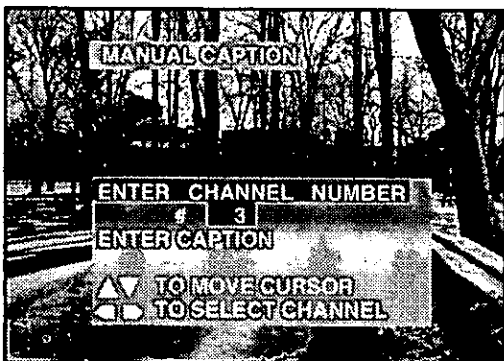 MANUAL CAPTION
ENTER CHANNEL NUMBER
# 3
ENTER CAPTION
▲▼ TO MOVE CURSOR
◀▶ TO SELECT CHANNEL